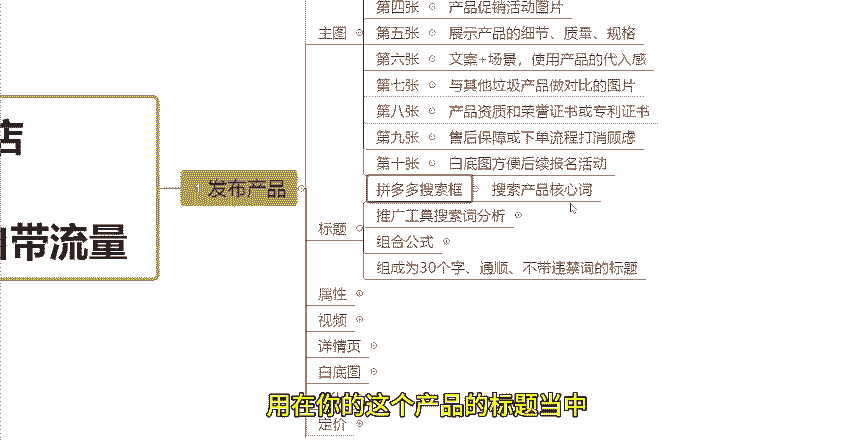 第四张 产品促销活动图片
主图 第五张 展示产品的细节、质量、规格
第六张 文案+场景，使用产品的代入感
第七张 与其他垃圾产品做对比的图片
第八张 产品资质和荣誉证书或专利证书
第九张 售后保障或下单流程打消顾虑
第十张 白底图方便后续报名活动
店
发布产品
拼多多搜索框 搜索产品核心词
标题 推广工具搜索词分析
组合公式
组成为30个字、通顺、不带违禁词的标题
自带流量
属性
视频
详情页
白底图
用在你的这个产品的标题当中
定价